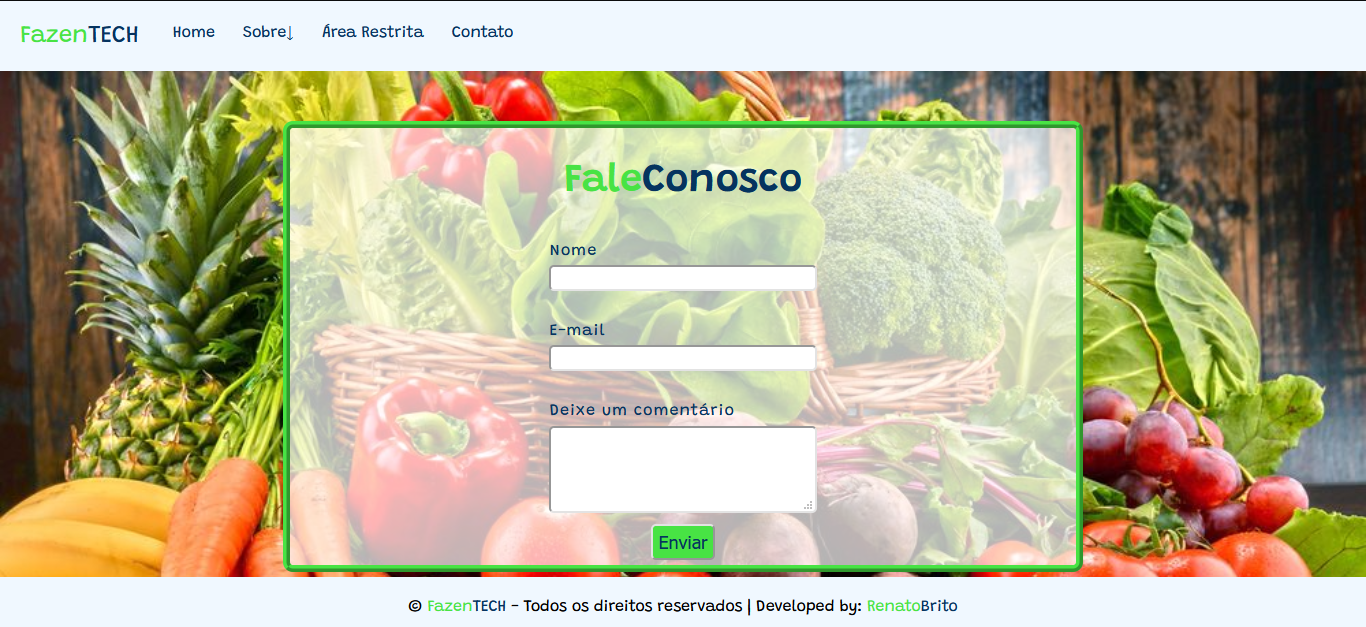 FazenTECH Home Sobre↓ Área Restrita Contato
FaleConosco
Nome
E-mail
Deixe um comentário
Enviar
© FazenTECH - Todos os direitos reservados | Developed by: RenatoBrito